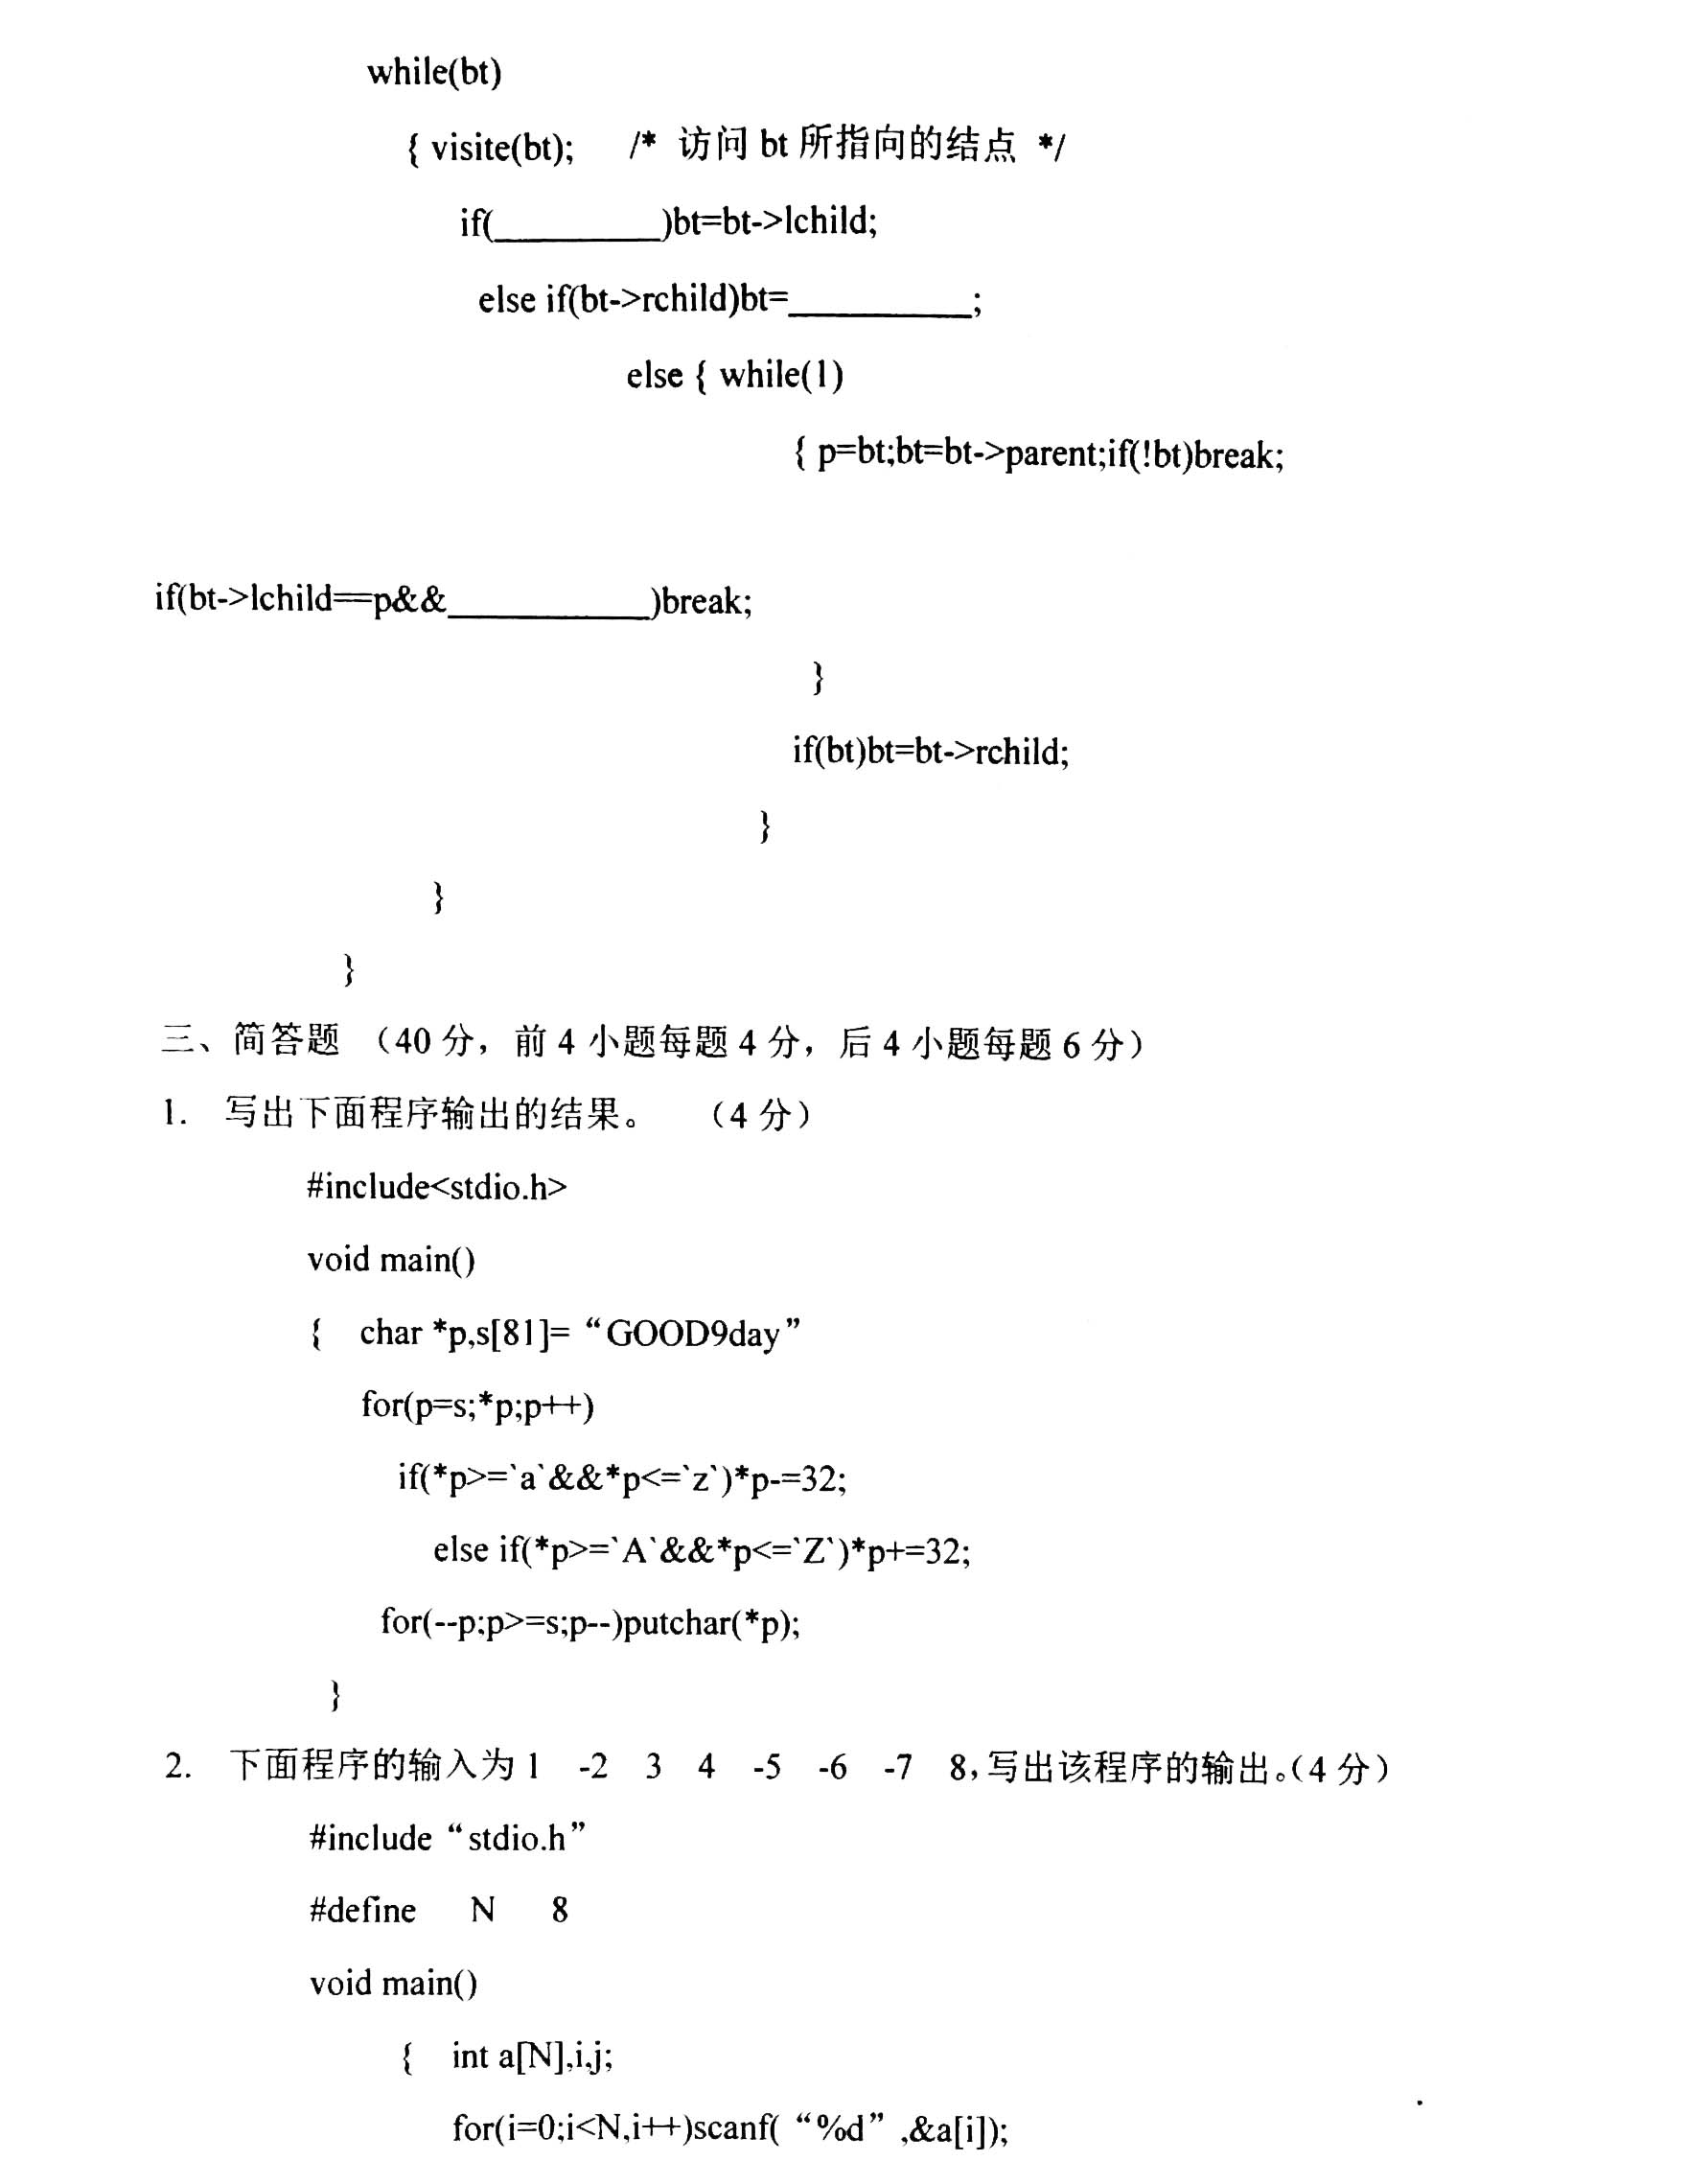 while(bt)
{ visite(bt); /* 访问 bt 所指向的结点 */
if(__________)bt=bt->lchild;
else if(bt->rchild)bt=___________;
else { while(1)
{ p=bt;bt=bt->parent;if(!bt)break;
if(bt->lchild==p&&____________)break;
}
if(bt)bt=bt->rchild;
}
}
}
三、简答题 （40 分，前 4 小题每题 4 分，后 4 小题每题 6 分）
1. 写出下面程序输出的结果。 （4 分）
#include<stdio.h>
void main()
{ char *p,s[81]= “GOOD9day”
for(p=s;*p;p++)
if(*p>=`a`&&*p<=`z`)*p-=32;
else if(*p>=`A`&&*p<=`Z`)*p+=32;
for(--p;p>=s;p--)putchar(*p);
}
2. 下面程序的输入为 1 -2 3 4 -5 -6 -7 8，写出该程序的输出。（4 分）
#include “stdio.h”
#define N 8
void main()
{ int a[N],i,j;
for(i=0;i<N,i++)scanf( “%d” ,&a[i]);